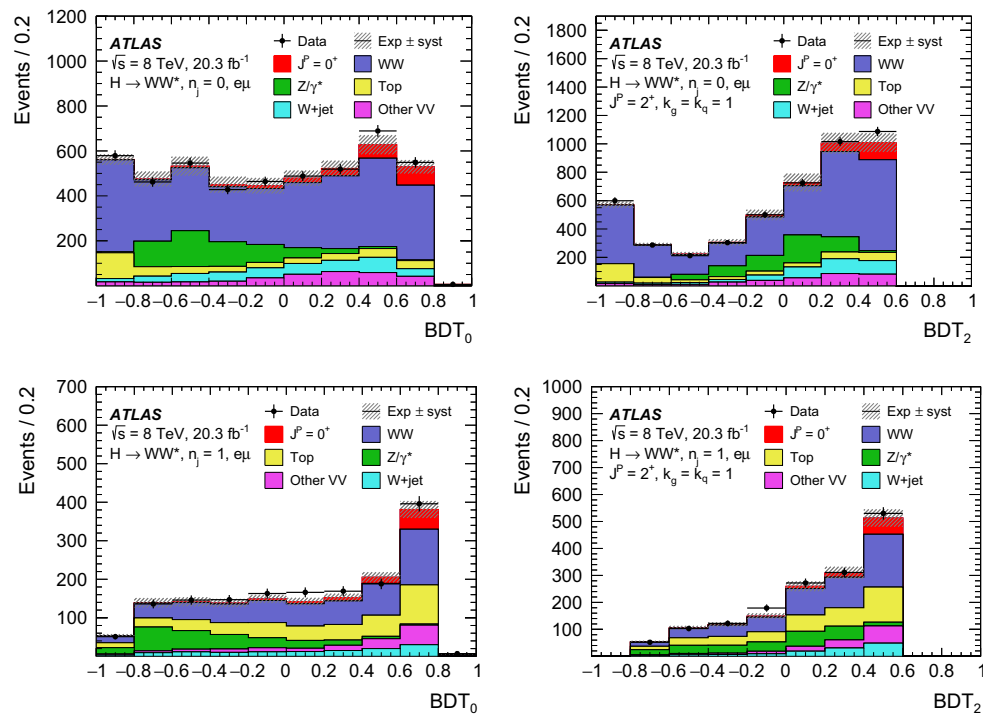 Events / 0.2
1200
1000
800
600
400
200
ATLAS
√s = 8 TeV, 20.3 fb⁻¹
H → WW*, nⱼ = 0, eμ
Data
Exp ± syst
Jᴾ = 0⁺
WW
Z/γ*
Top
W+jet
Other VV
−1 −0.8 −0.6 −0.4 −0.2 0 0.2 0.4 0.6 0.8 1
BDT₀
Events / 0.2
1800
1600
1400
1200
1000
800
600
400
200
ATLAS
√s = 8 TeV, 20.3 fb⁻¹
H → WW*, nⱼ = 0, eμ
Jᴾ = 2⁺, k_g = k_q = 1
Data
Exp ± syst
Jᴾ = 0⁺
WW
Z/γ*
Top
W+jet
Other VV
−1 −0.8 −0.6 −0.4 −0.2 0 0.2 0.4 0.6 0.8 1
BDT₂
Events / 0.2
700
600
500
400
300
200
100
ATLAS
√s = 8 TeV, 20.3 fb⁻¹
H → WW*, nⱼ = 1, eμ
Data
Exp ± syst
Jᴾ = 0⁺
WW
Top
Z/γ*
Other VV
W+jet
−1 −0.8 −0.6 −0.4 −0.2 0 0.2 0.4 0.6 0.8 1
BDT₀
Events / 0.2
1000
900
800
700
600
500
400
300
200
100
ATLAS
√s = 8 TeV, 20.3 fb⁻¹
H → WW*, nⱼ = 1, eμ
Jᴾ = 2⁺, k_g = k_q = 1
Data
Exp ± syst
Jᴾ = 0⁺
WW
Top
Z/γ*
Other VV
W+jet
−1 −0.8 −0.6 −0.4 −0.2 0 0.2 0.4 0.6 0.8 1
BDT₂